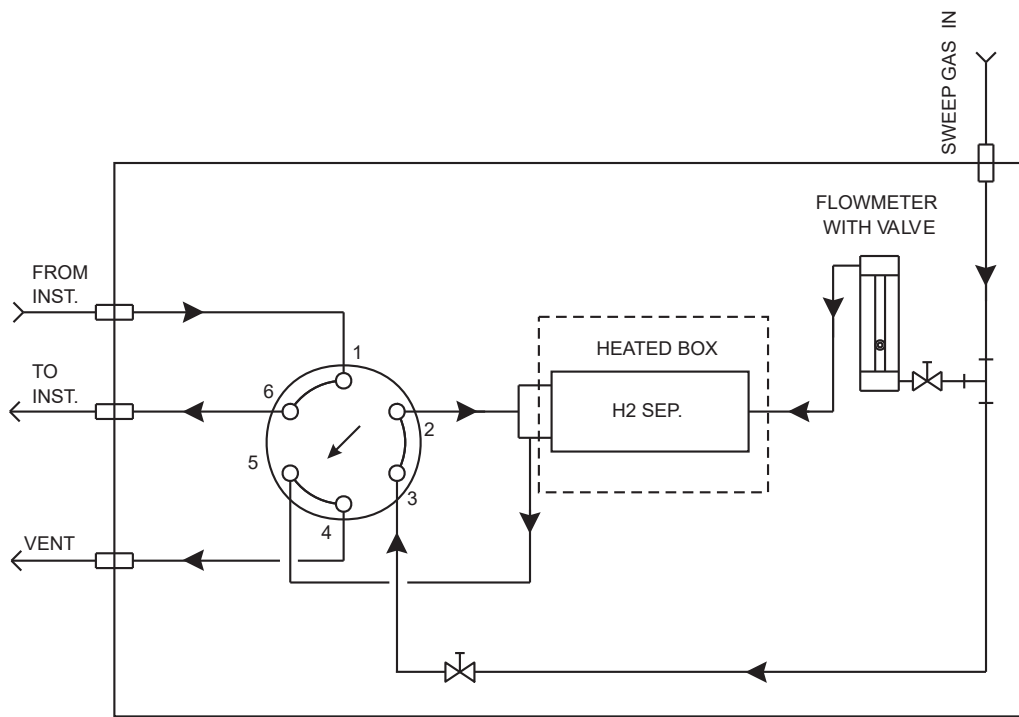 SWEEP GAS IN
FLOWMETER
WITH VALVE
FROM
INST.
HEATED BOX
TO
INST.
H2 SEP.
VENT
1
6
2
5
3
4